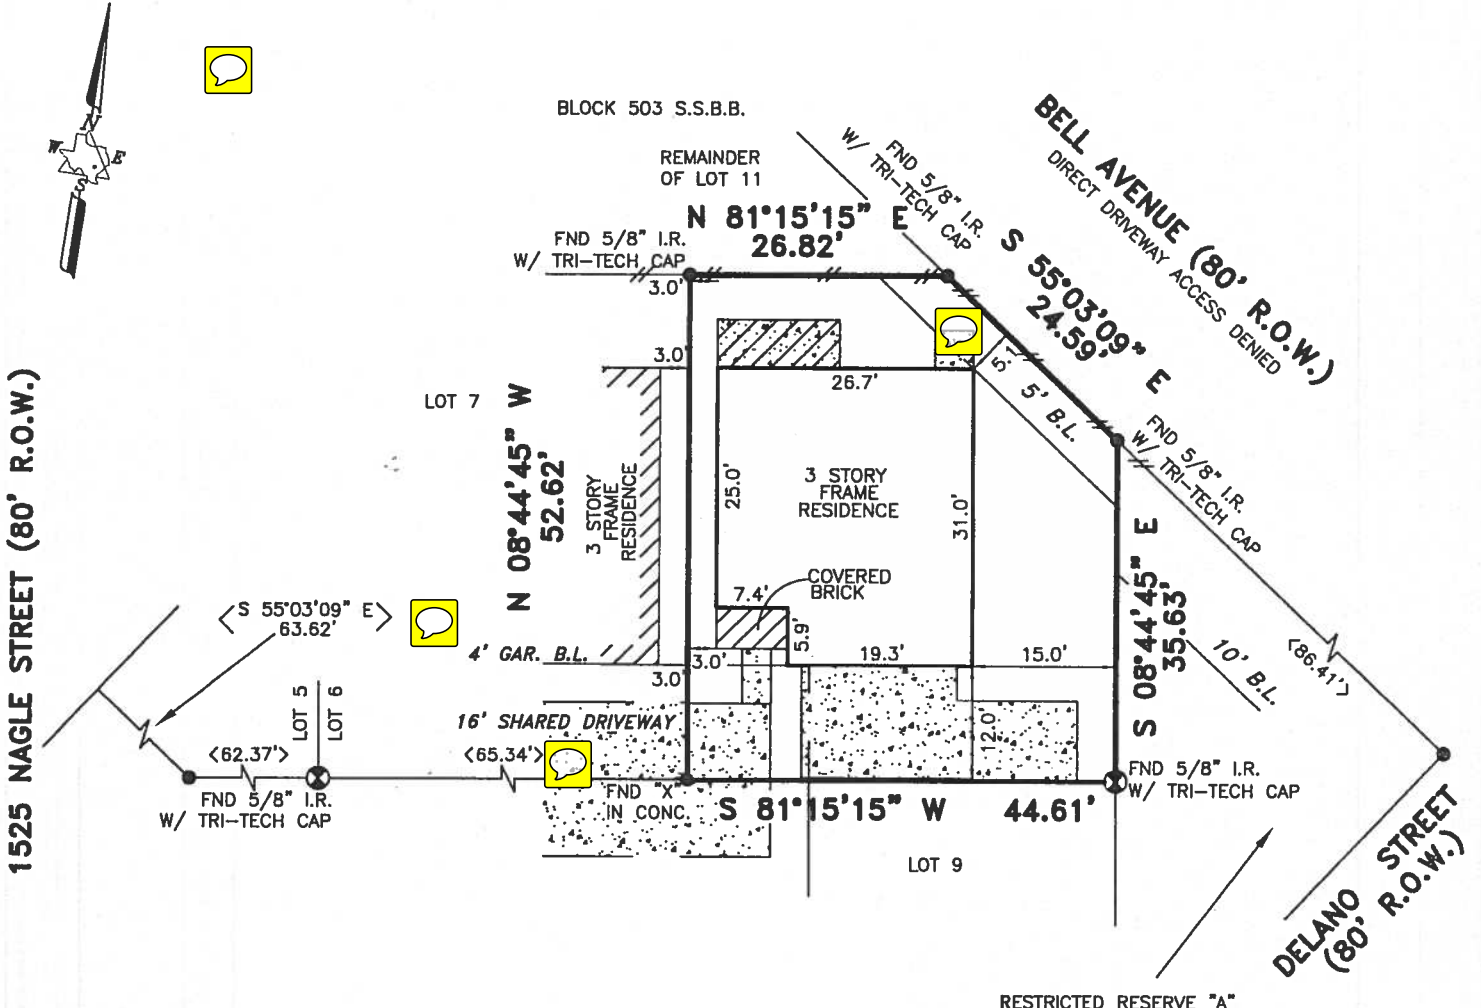 N
W
E
S
BLOCK 503 S.S.B.B.
REMAINDER
OF LOT 11
N 81°15'15" E
26.82'
FND 5/8" I.R.
W/ TRI-TECH CAP
FND 5/8" I.R.
W/ TRI-TECH CAP
BELL AVENUE (80' R.O.W.)
DIRECT DRIVEWAY ACCESS DENIED
S 55°03'09" E
24.59'
3.0'
3.0'
26.7'
5.'
5' B.L.
LOT 7
N 08°44'45" W
52.62'
3 STORY
FRAME
RESIDENCE
25.0'
3 STORY
FRAME
RESIDENCE
31.0'
FND 5/8" I.R.
W/ TRI-TECH CAP
S 08°44'45" E
35.63'
1525 NAGLE STREET (80' R.O.W.)
COVERED
BRICK
7.4'
5.9'
<S 55°03'09" E>
63.62'
4' GAR. B.L.
3.0'
19.3'
15.0'
10' B.L.
<86.41'>
3.0'
LOT 5
LOT 6
16' SHARED DRIVEWAY
<62.37'>
<65.34'>
12.0'
FND 5/8" I.R.
W/ TRI-TECH CAP
FND "X"
IN CONC.
S 81°15'15" W
44.61'
FND 5/8" I.R.
W/ TRI-TECH CAP
LOT 9
DELANO STREET
(80' R.O.W.)
RESTRICTED RESERVE "A"